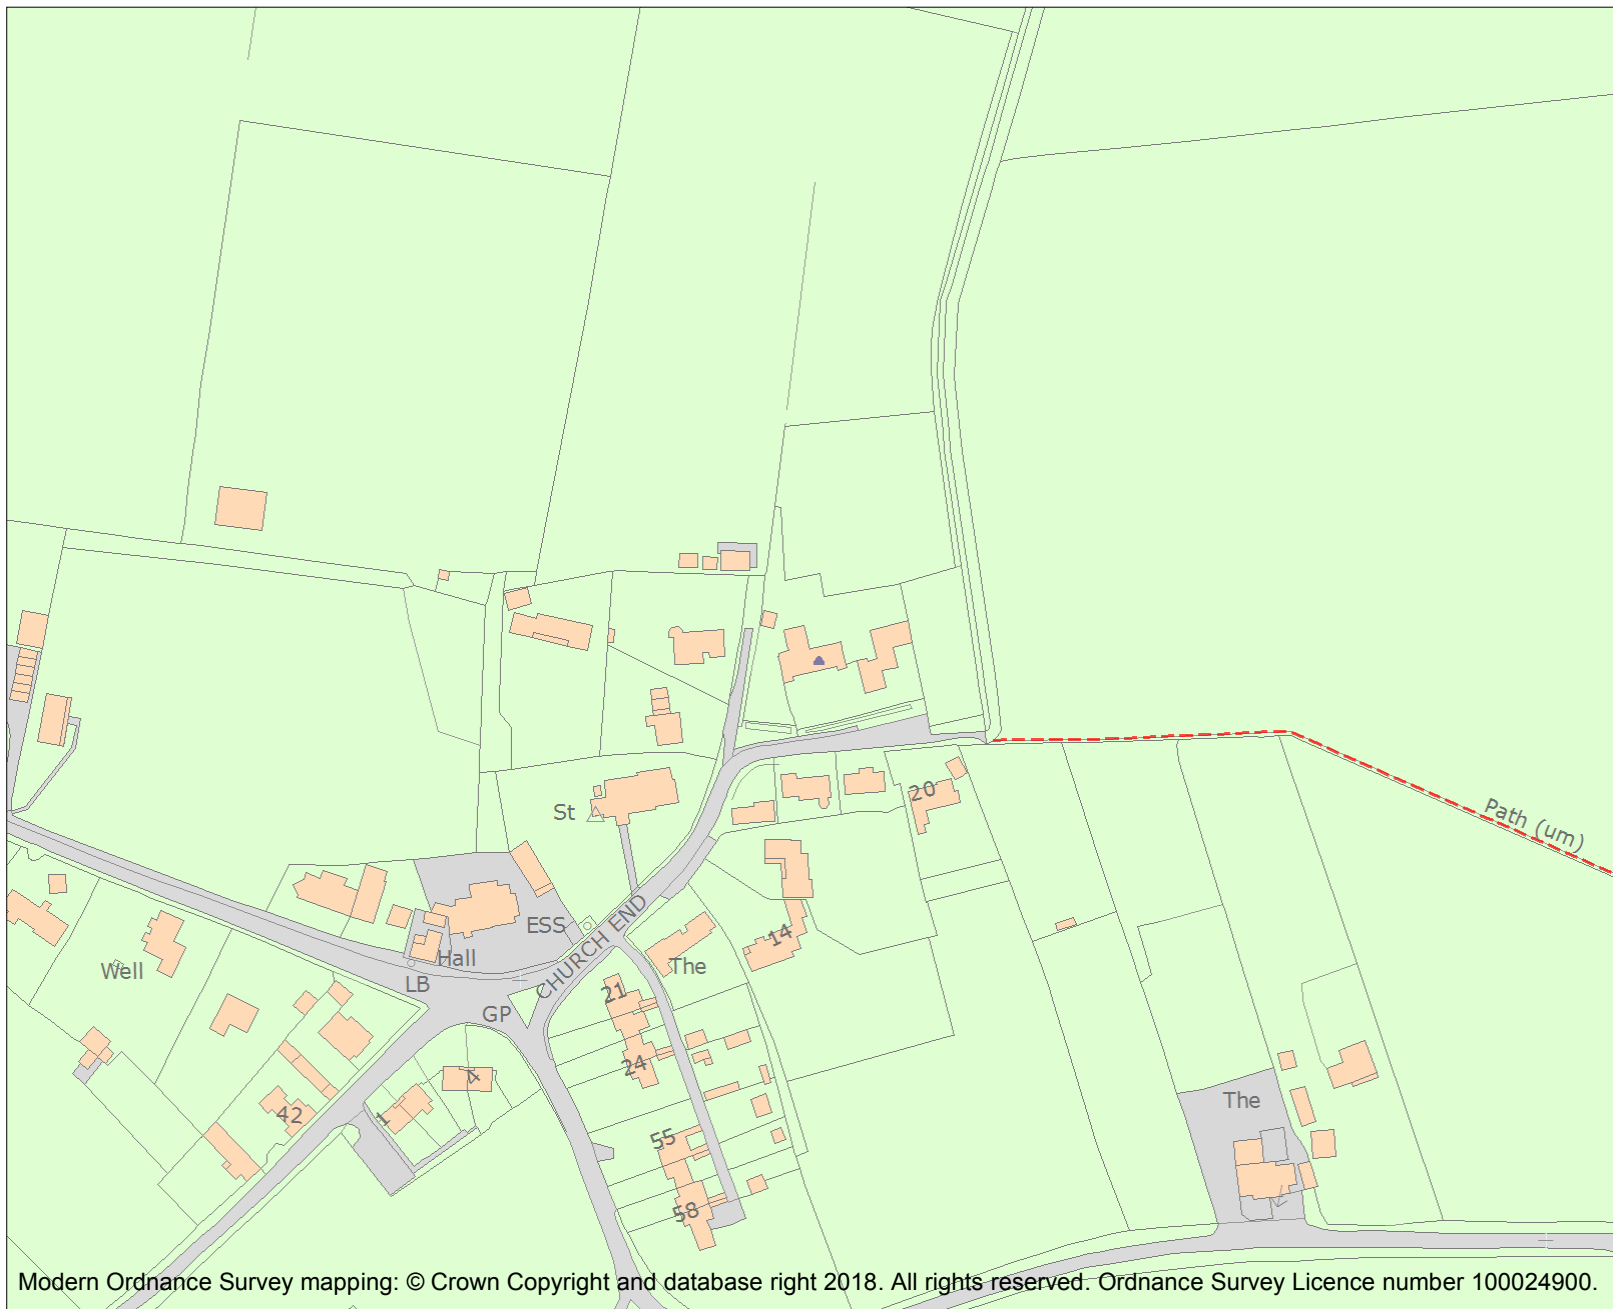 Path (um)
20
St
ESS
CHURCH END
14
Hall
The
Well
LB
21
GP
24
4
42
1
The
55
58
Modern Ordnance Survey mapping: © Crown Copyright and database right 2018. All rights reserved. Ordnance Survey Licence number 100024900.